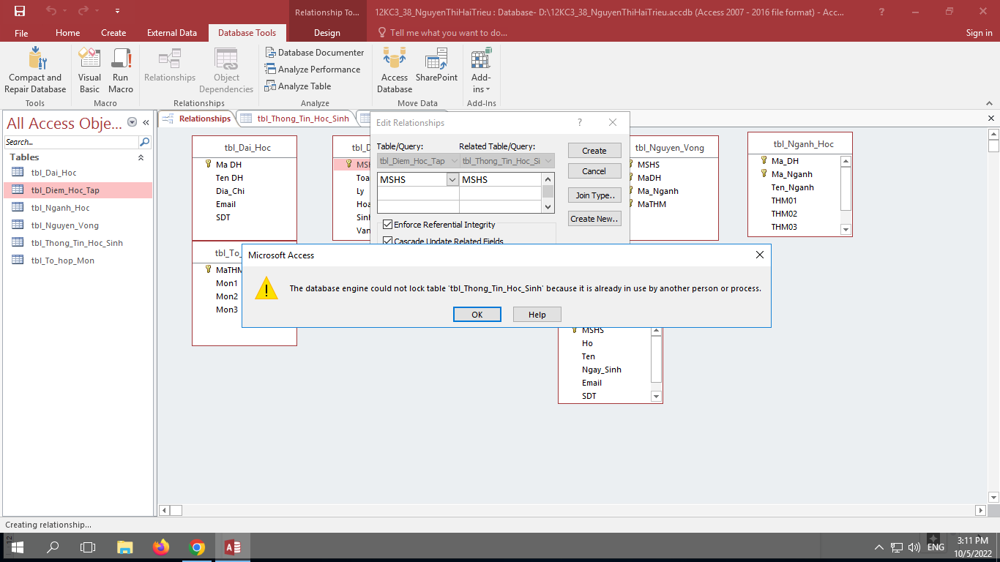 Relationship To...
12KC3_38_NguyenThiHaiTrieu : Database- D:\12KC3_38_NguyenThiHaiTrieu.accdb (Access 2007 - 2016 file format) - Acc...
?
File
Home
Create
External Data
Database Tools
Design
Tell me what you want to do...
Sign in
Compact and
Repair Database
Tools
Visual
Basic
Run
Macro
Macro
Relationships
Object
Dependencies
Relationships
Database Documenter
Analyze Performance
Analyze Table
Analyze
Access
Database
SharePoint
Move Data
Add-
ins
Add-Ins
All Access Obje...
Search...
Tables
tbl_Dai_Hoc
tbl_Diem_Hoc_Tap
tbl_Nganh_Hoc
tbl_Nguyen_Vong
tbl_Thong_Tin_Hoc_Sinh
tbl_To_hop_Mon
Relationships
tbl_Thong_Tin_Hoc_Sinh
tbl_Dai_Hoc
Ma DH
Ten DH
Dia_Chi
Email
SDT
tbl_D
MSH
Toa
Ly
Hoa
Sinh
Van
Edit Relationships
?
Table/Query:
Related Table/Query:
tbl_Diem_Hoc_Tap
tbl_Thong_Tin_Hoc_Si
MSHS
MSHS
Enforce Referential Integrity
Cascade Update Related Fields
Create
Cancel
Join Type..
Create New..
tbl_Nguyen_Vong
MSHS
MaDH
Ma_Nganh
MaTHM
tbl_Nganh_Hoc
Ma_DH
Ma_Nganh
Ten_Nganh
THM01
THM02
THM03
tbl_To_
MaTHM
Mon1
Mon2
Mon3
Microsoft Access
The database engine could not lock table 'tbl_Thong_Tin_Hoc_Sinh' because it is already in use by another person or process.
OK
Help
MSHS
Ho
Ten
Ngay_Sinh
Email
SDT
Creating relationship...
12
ENG
3:11 PM
10/5/2022